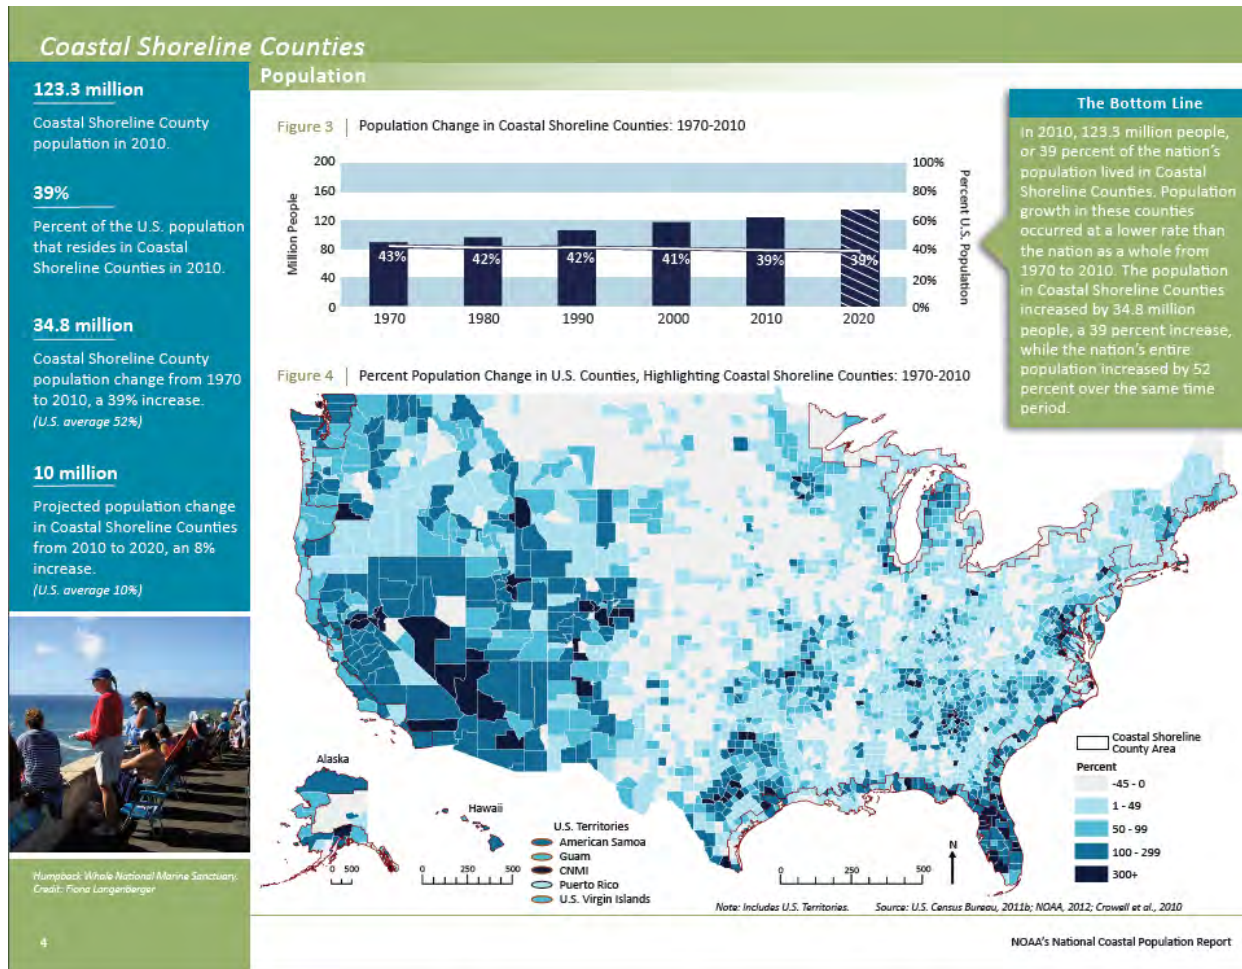 Coastal Shoreline Counties
Population
123.3 million
Coastal Shoreline County
population in 2010.
39%
Percent of the U.S. population
that resides in Coastal
Shoreline Counties in 2010.
34.8 million
Coastal Shoreline County
population change from 1970
to 2010, a 39% increase.
(U.S. average 52%)
10 million
Projected population change
in Coastal Shoreline Counties
from 2010 to 2020, an 8%
increase.
(U.S. average 10%)
Humpback Whale National Marine Sanctuary.
Credit: Fiona Langenberger
4
Figure 3 | Population Change in Coastal Shoreline Counties: 1970-2010
Million People
200
160
120
80
40
0
43%
42%
42%
41%
39%
39%
1970
1980
1990
2000
2010
2020
100%
80%
60%
40%
20%
0%
Percent U.S. Population
The Bottom Line
In 2010, 123.3 million people,
or 39 percent of the nation's
population lived in Coastal
Shoreline Counties. Population
growth in these counties
occurred at a lower rate than
the nation as a whole from
1970 to 2010. The population
in Coastal Shoreline Counties
increased by 34.8 million
people, a 39 percent increase,
while the nation's entire
population increased by 52
percent over the same time
period.
Figure 4 | Percent Population Change in U.S. Counties, Highlighting Coastal Shoreline Counties: 1970-2010
Alaska
0 500
Hawaii
0 250 500
U.S. Territories
American Samoa
Guam
CNMI
Puerto Rico
U.S. Virgin Islands
0 250 500
N
Coastal Shoreline
County Area
Percent
-45 - 0
1 - 49
50 - 99
100 - 299
300+
Note: Includes U.S. Territories. Source: U.S. Census Bureau, 2011b; NOAA, 2012; Crowell et al., 2010
NOAA's National Coastal Population Report